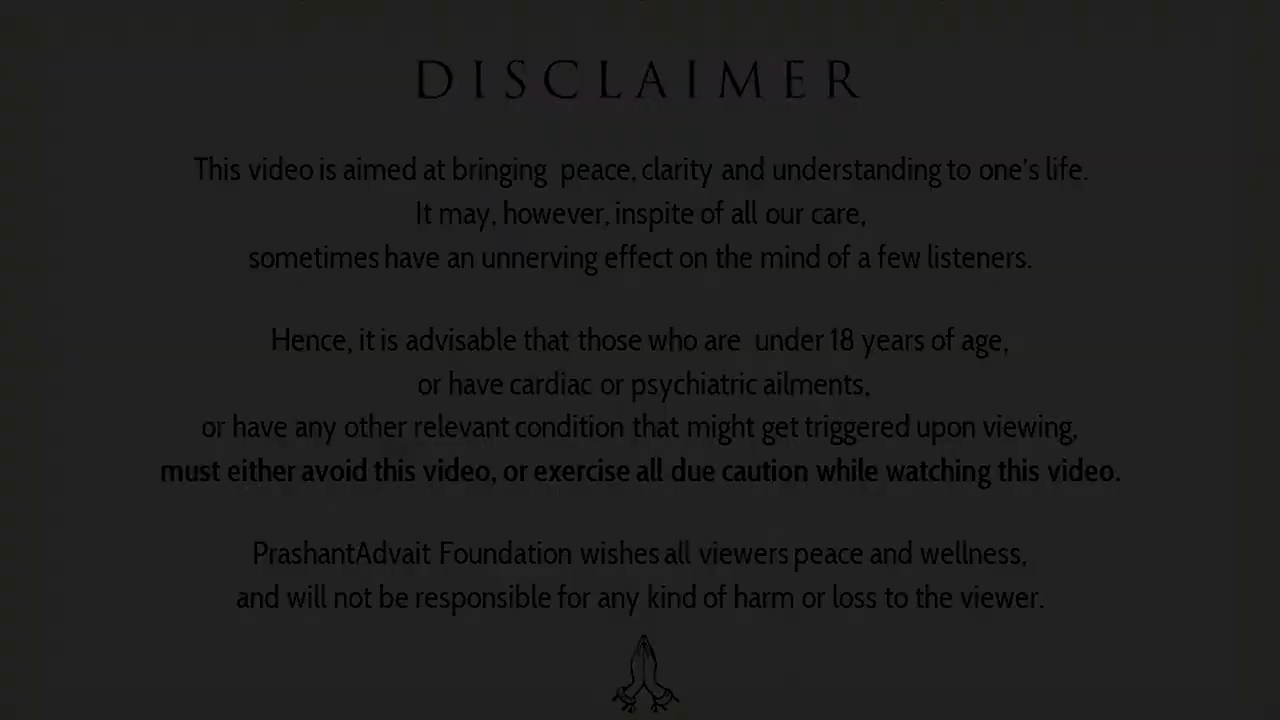 DISCLAIMER
This video is aimed at bringing peace, clarity and understanding to one's life.
It may, however, inspite of all our care,
sometimes have an unnerving effect on the mind of a few listeners.
Hence, it is advisable that those who are under 18 years of age,
or have cardiac or psychiatric ailments,
or have any other relevant condition that might get triggered upon viewing,
must either avoid this video, or exercise all due caution while watching this video.
PrashantAdvait Foundation wishes all viewers peace and wellness,
and will not be responsible for any kind of harm or loss to the viewer.